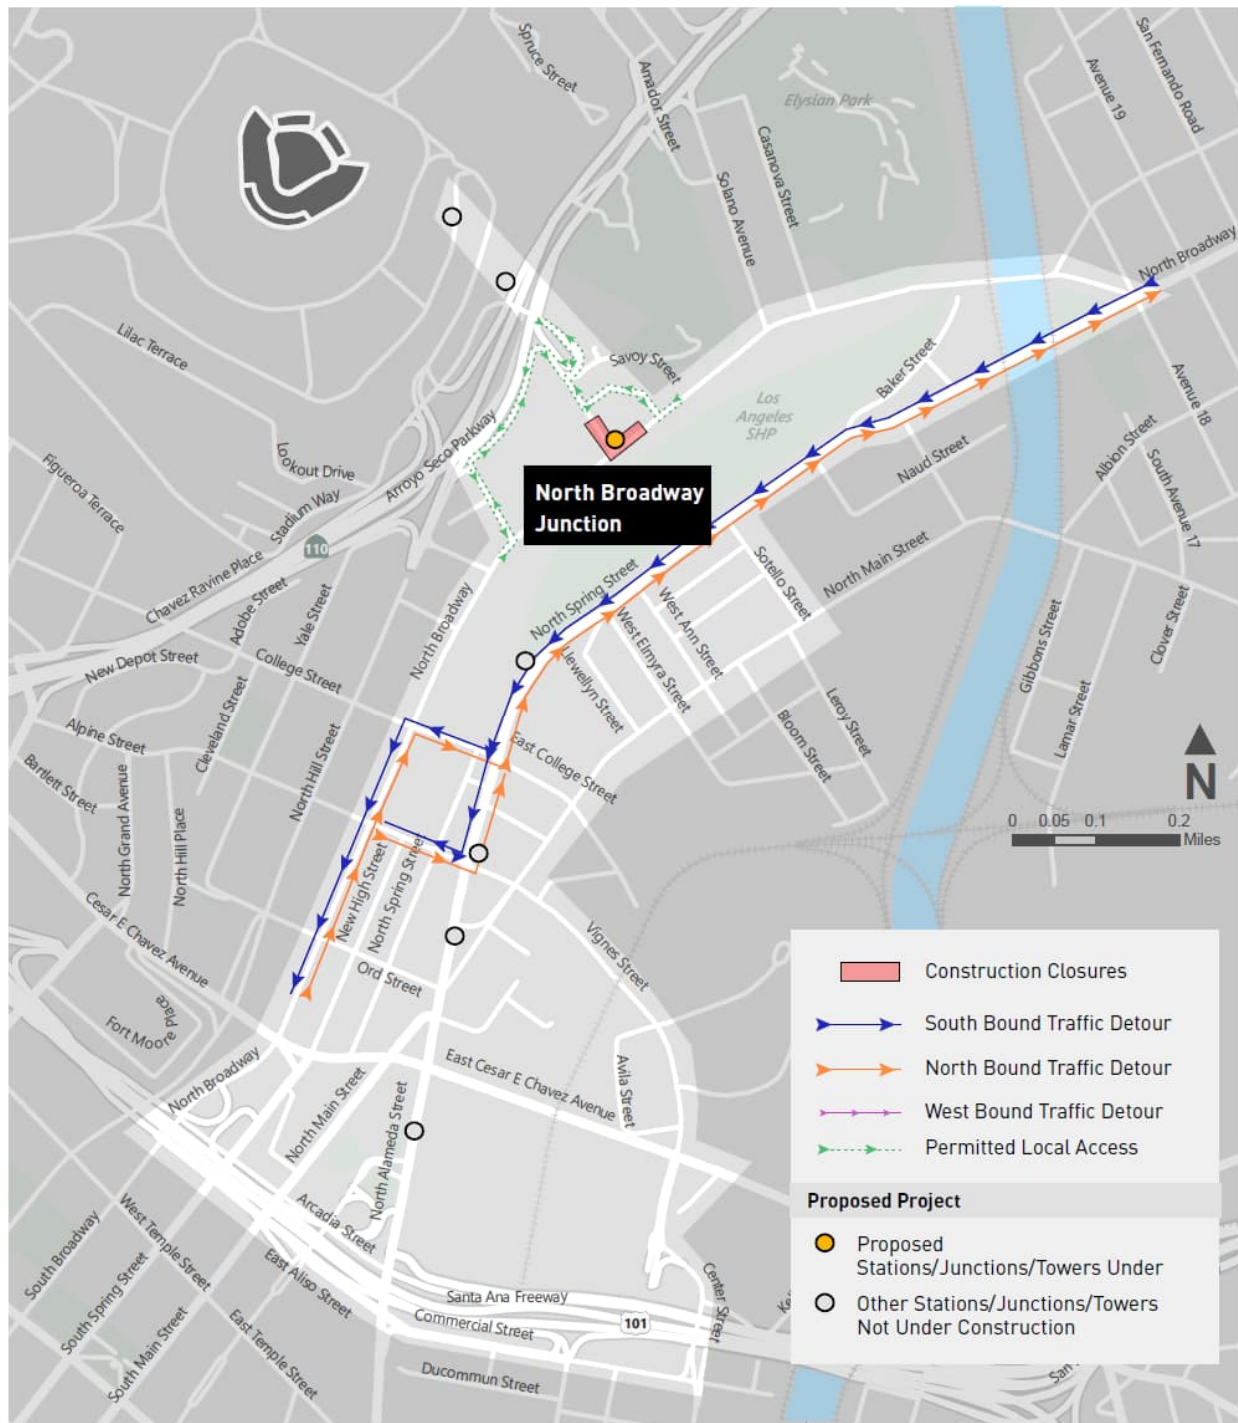 Spruce Street
Amador Street
Elysian Park
Avenue 19
San Fernando Road
Casanova Street
Solano Avenue
North Broadway
Lilac Terrace
Savoy Street
Baker Street
Los
Angeles
SHP
Avenue 18
Arroyo Seco Parkway
Lookout Drive
Albion Street
Naud Street
South Avenue 17
Figueroa Terrace
Stadium Way
110
North Broadway
Junction
Chavez Ravine Place
Adobe Street
Yale Street
North Spring Street
Sotello Street
North Main Street
West Ann Street
West Elmyra Street
Llewellyn Street
Gibbons Street
Clover Street
New Depot Street
College Street
North Broadway
Cleveland Street
Leroy Street
Bloom Street
Lamar Street
Alpine Street
Bartlett Street
North Grand Avenue
North Hill Place
North Hill Street
East College Street
N
0
0.05
0.1
0.2
Miles
New High Street
North Spring Street
Cesar E Chavez Avenue
Ord Street
Vignes Street
Fort Moore
Place
North Broadway
North Main Street
North Alameda Street
East Cesar E Chavez Avenue
Avila Street
Arcadia Street
South Broadway
West Temple Street
South Spring Street
East Aliso Street
South Main Street
East Temple Street
Santa Ana Freeway
101
Commercial Street
Center Street
Ducommun Street
Construction Closures
South Bound Traffic Detour
North Bound Traffic Detour
West Bound Traffic Detour
Permitted Local Access
Proposed Project
Proposed
Stations/Junctions/Towers Under
Other Stations/Junctions/Towers
Not Under Construction